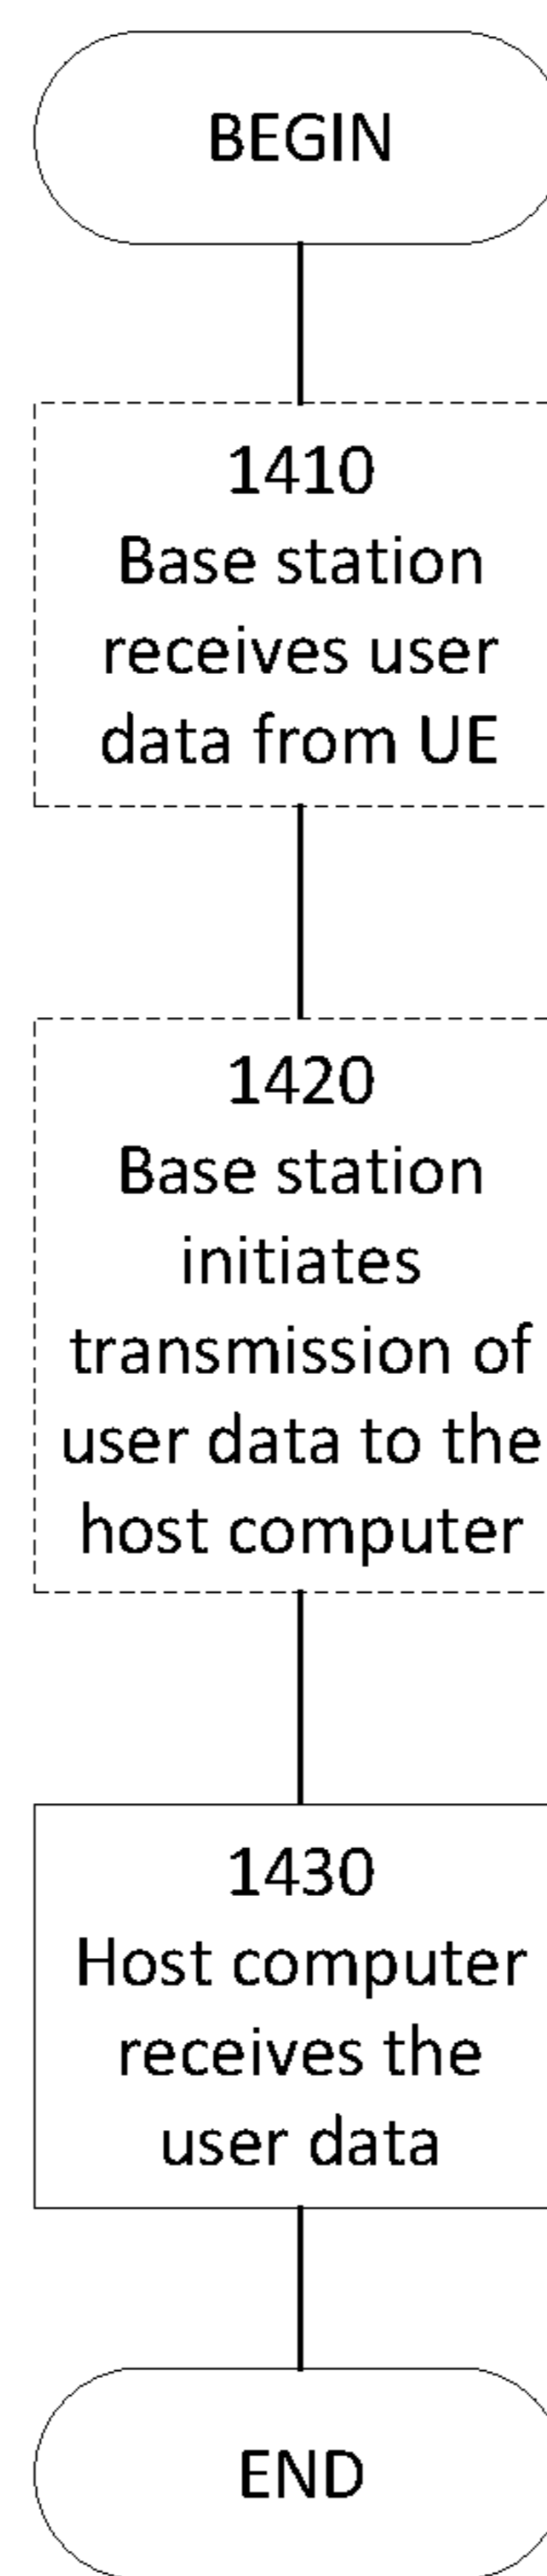 BEGIN
1410
Base station
receives user
data from UE
1420
Base station
initiates
transmission of
user data to the
host computer
1430
Host computer
receives the
user data
END